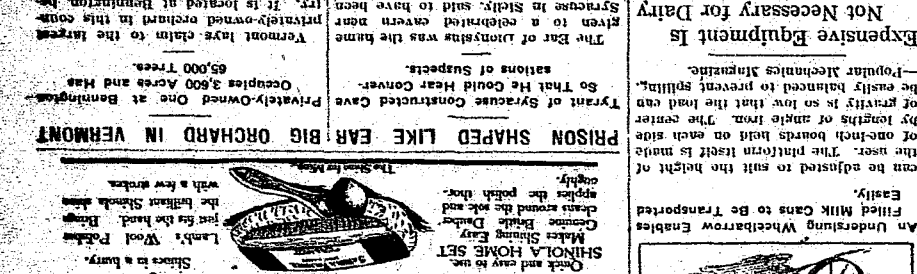 An Underslung Wheelbarrow Enables
Filled Milk Cans to Be Transported
Easily.
can be adjusted to suit the height of
the user. The platform itself is made
of one-inch boards held on each side
by lengths of angle iron. The center
of gravity is so low that the load can
be easily balanced to prevent spilling.
—Popular Mechanics Magazine.
Expensive Equipment Is
Not Necessary for Dairy
Quick and easy to use.
SHINOLA HOME SET
Makes Shining Easy
Genuine Bristle Dauber
cleans around the sole and
applies the polish thor-
oughly.
Shines in a hurry.
Lamb's Wool Polisher
just fits the hand. Brings
the brilliant Shinola shine
with a few strokes.
The Shine for Mine
PRISON SHAPED LIKE EAR
Tyrant of Syracuse Constructed Cave
So That He Could Hear Conver-
sations of Suspects.
The Ear of Dionysius was the name
given to a celebrated cavern near
Syracuse in Sicily, said to have been
BIG ORCHARD IN VERMONT
Privately-Owned One at Bennington
Occupies 3,600 Acres and Has
65,000 Trees.
Vermont lays claim to the largest
privately-owned orchard in this coun-
try. It is located at Bennington, he-